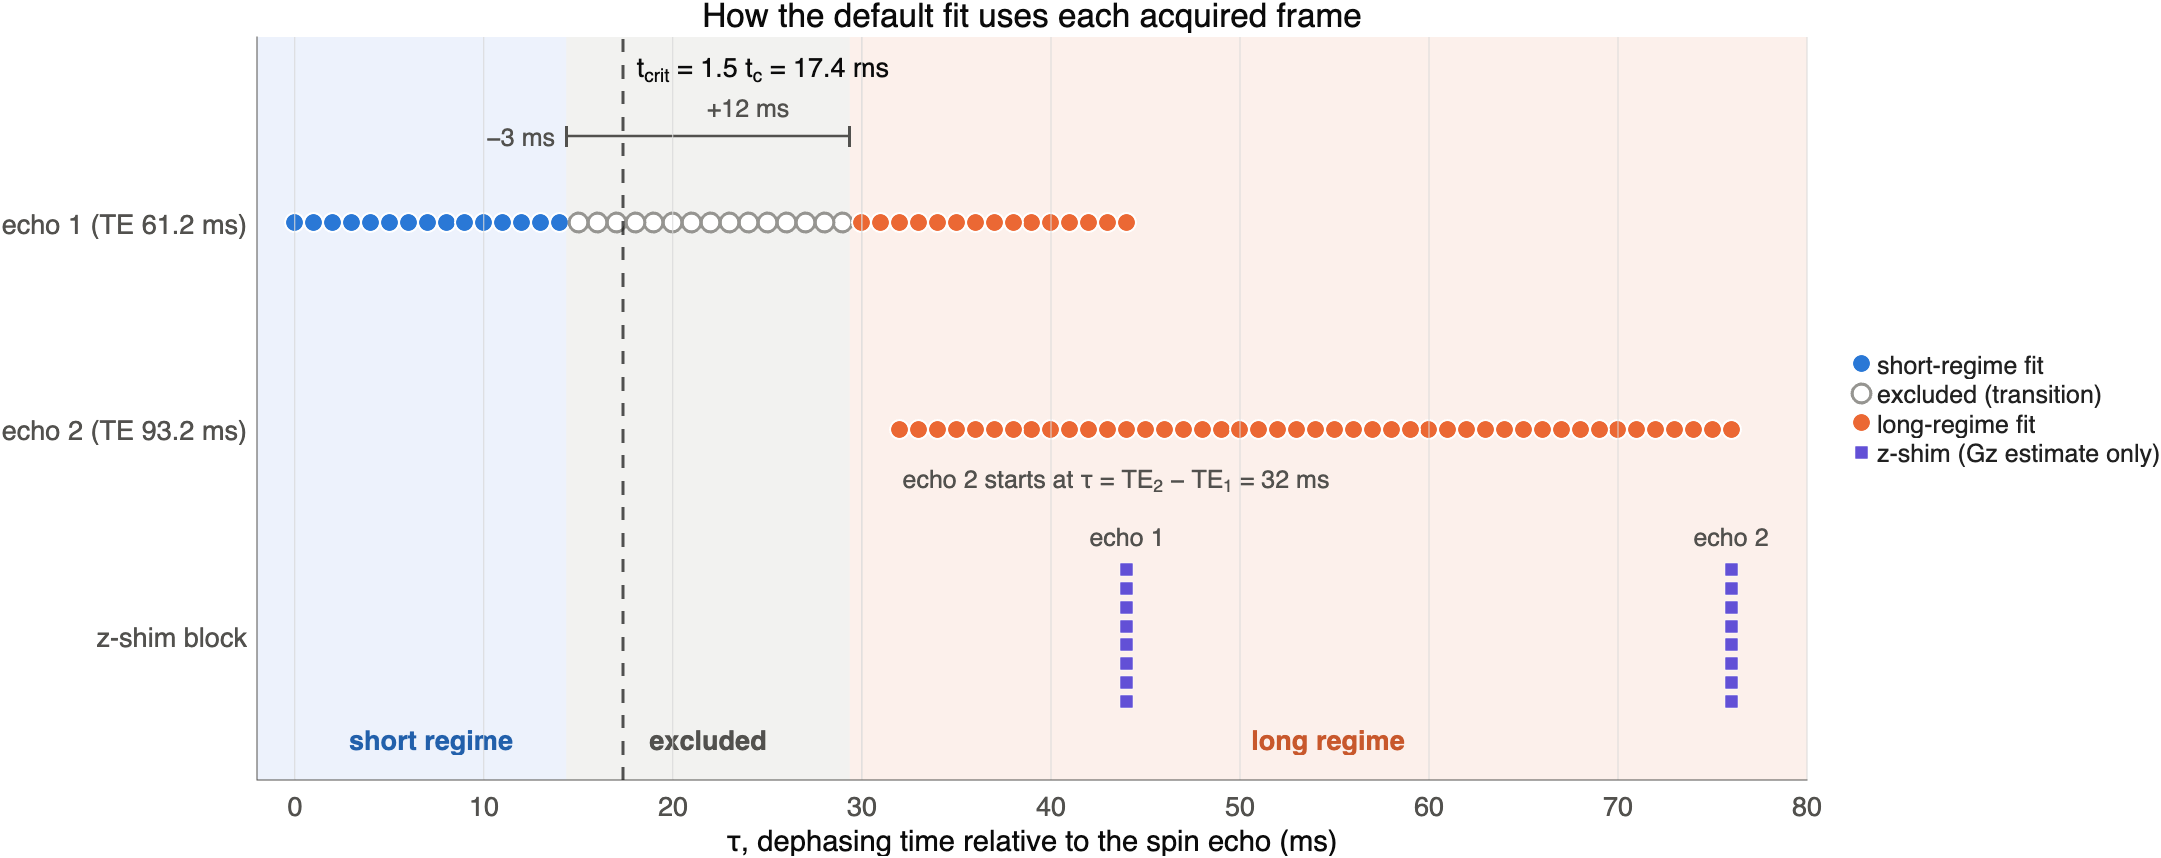 How the default fit uses each acquired frame
t_crit = 1.5 t_c = 17.4 ms
+12 ms
−3 ms
echo 1 (TE 61.2 ms)
echo 2 (TE 93.2 ms)
echo 2 starts at τ = TE₂ − TE₁ = 32 ms
echo 1
echo 2
z-shim block
short regime
excluded
long regime
0 10 20 30 40 50 60 70 80
τ, dephasing time relative to the spin echo (ms)
short-regime fit
excluded (transition)
long-regime fit
z-shim (Gz estimate only)